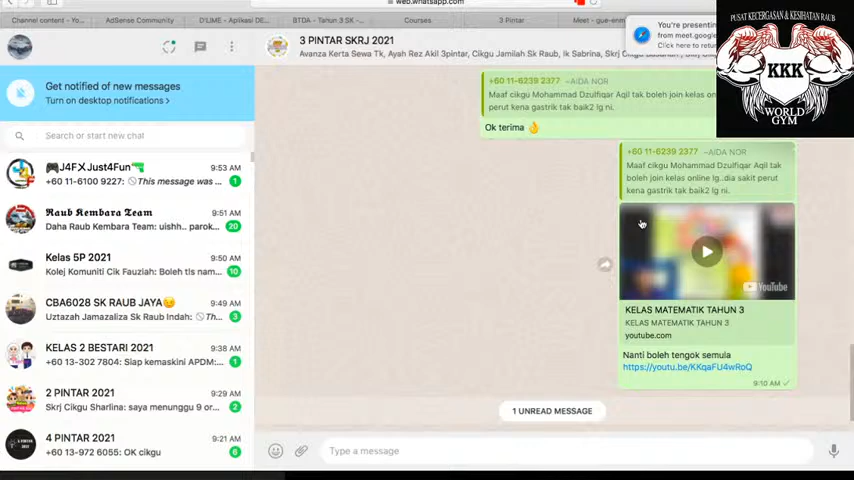 web.whatsapp.com
Channel content - Yo...
AdSense Community
D'LIME - Aplikasi DE...
BTDA - Tahun 3 SK -...
Courses
3 Pintar
Meet - gue-enm
You're presenting
from meet.google
Click here to retur
PUSAT KECERGASAN & KESIHATAN RAUB
KKK
WORLD
GYM
Get notified of new messages
Turn on desktop notifications >
Search or start new chat
J4F X Just4Fun
9:53 AM
+60 11-6100 9227: This message was ...
1
Raub Kembara Team
9:51 AM
Daha Raub Kembara Team: uishh.. parok...
20
Kelas 5P 2021
9:50 AM
Kolej Komuniti Cik Fauziah: Boleh tls nam...
10
CBA6028 SK RAUB JAYA
9:49 AM
Uztazah Jamazaliza Sk Raub Indah: Th...
3
KELAS 2 BESTARI 2021
9:38 AM
+60 13-302 7804: Siap kemaskini APDM:...
1
2 PINTAR 2021
9:29 AM
Skrj Cikgu Sharlina: saya menunggu 9 or...
2
4 PINTAR 2021
9:21 AM
+60 13-972 6055: OK cikgu
6
3 PINTAR SKRJ 2021
Avanza Kerta Sewa Tk, Ayah Rez Akil 3pintar, Cikgu Jamilah Sk Raub, Ik Sabrina, Skrj Cikgu
+60 11-6239 2377 ~AIDA NOR
Maaf cikgu Mohammad Dzulfiqar Aqil tak boleh join kelas
perut kena gastrik tak baik2 lg ni.
Ok terima
+60 11-6239 2377 ~AIDA NOR
Maaf cikgu Mohammad Dzulfiqar Aqil tak
boleh join kelas online lg..dia sakit perut
kena gastrik tak baik2 lg ni.
YouTube
KELAS MATEMATIK TAHUN 3
KELAS MATEMATIK TAHUN 3
youtube.com
Nanti boleh tengok semula
https://youtu.be/KKqaFU4wRoQ
9:10 AM
1 UNREAD MESSAGE
Type a message